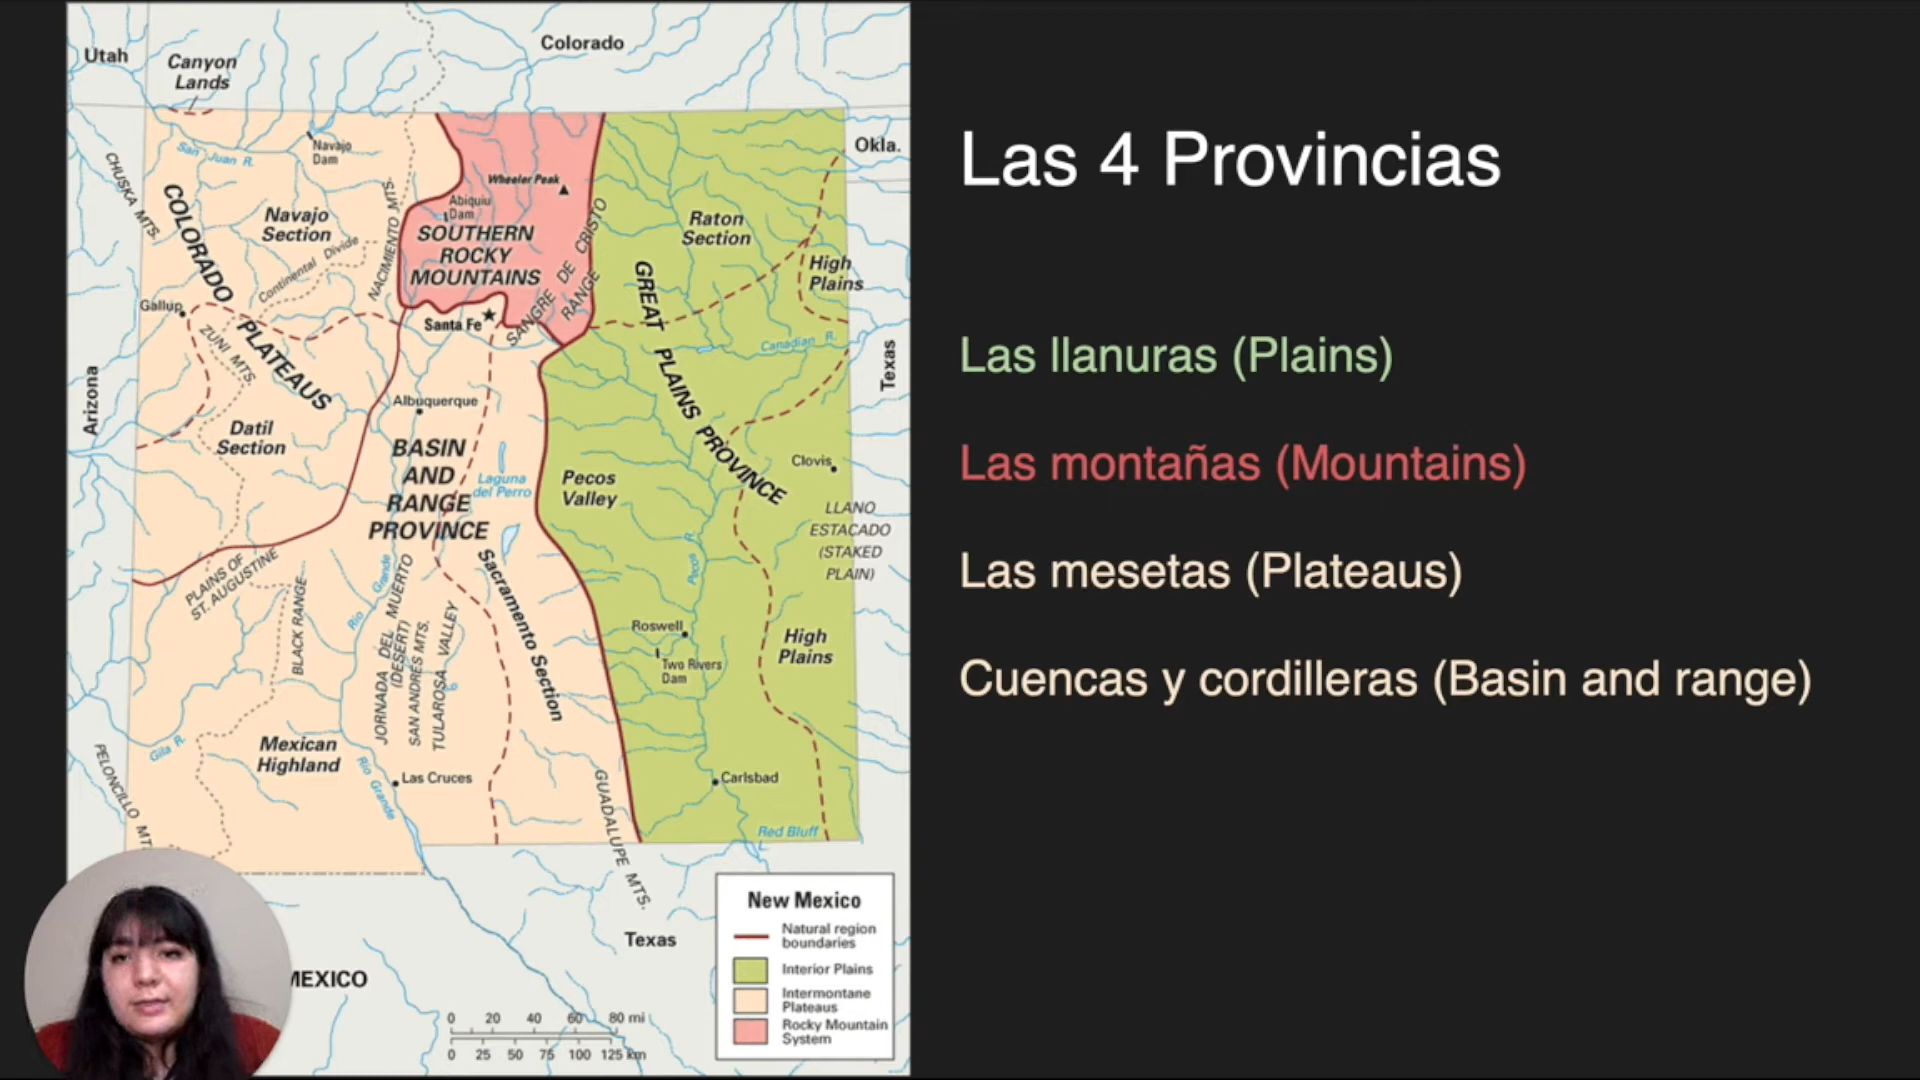 Utah
Canyon
Lands
Colorado
Okla.
San Juan R.
Navajo
Dam
CHUSKA MTS.
COLORADO PLATEAUS
Navajo
Section
Continental Divide
NACIMIENTO MTS.
Wheeler Peak
Abiquiu
Dam
SOUTHERN
ROCKY
MOUNTAINS
SANGRE DE CRISTO
RANGE
Raton
Section
High
Plains
GREAT PLAINS PROVINCE
Gallup
ZUNI MTS.
Santa Fe
Canadian R.
Texas
Arizona
Albuquerque
Datil
Section
BASIN
AND
RANGE
PROVINCE
Laguna
del Perro
Pecos
Valley
Clovis
LLANO
ESTACADO
(STAKED
PLAIN)
PLAINS OF
ST. AUGUSTINE
BLACK RANGE
Rio Grande
JORNADA DEL MUERTO
(DESERT)
SAN ANDRES MTS.
TULAROSA VALLEY
Sacramento Section
Pecos R.
Roswell
Two Rivers
Dam
High
Plains
Gila R.
Mexican
Highland
PELONCILLO MT
Rio Grande
Las Cruces
GUADALUPE MTS.
Carlsbad
Red Bluff
Texas
MEXICO
0 20 40 60 80 mi
0 25 50 75 100 125 km
New Mexico
Natural region
boundaries
Interior Plains
Intermontane
Plateaus
Rocky Mountain
System
Las 4 Provincias
Las llanuras (Plains)
Las montañas (Mountains)
Las mesetas (Plateaus)
Cuencas y cordilleras (Basin and range)